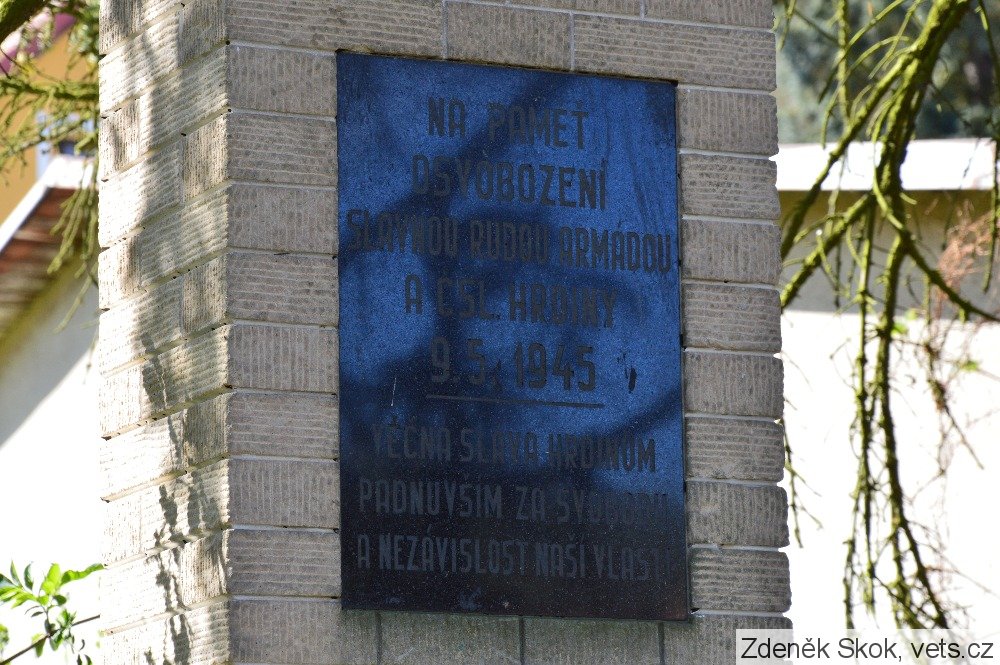 NA PAMEŤ
OSVOBOZENÍ
SLAVNOU RUDOU ARMÁDOU
A ČSL. HRDINY
9. 5. 1945
VĚČNÁ SLÁVA HRDINŮM
PADNUVŠÍM ZA SVOBODU
A NEZÁVISLOST NAŠÍ VLASTI
Zdeněk Skok, vets.cz